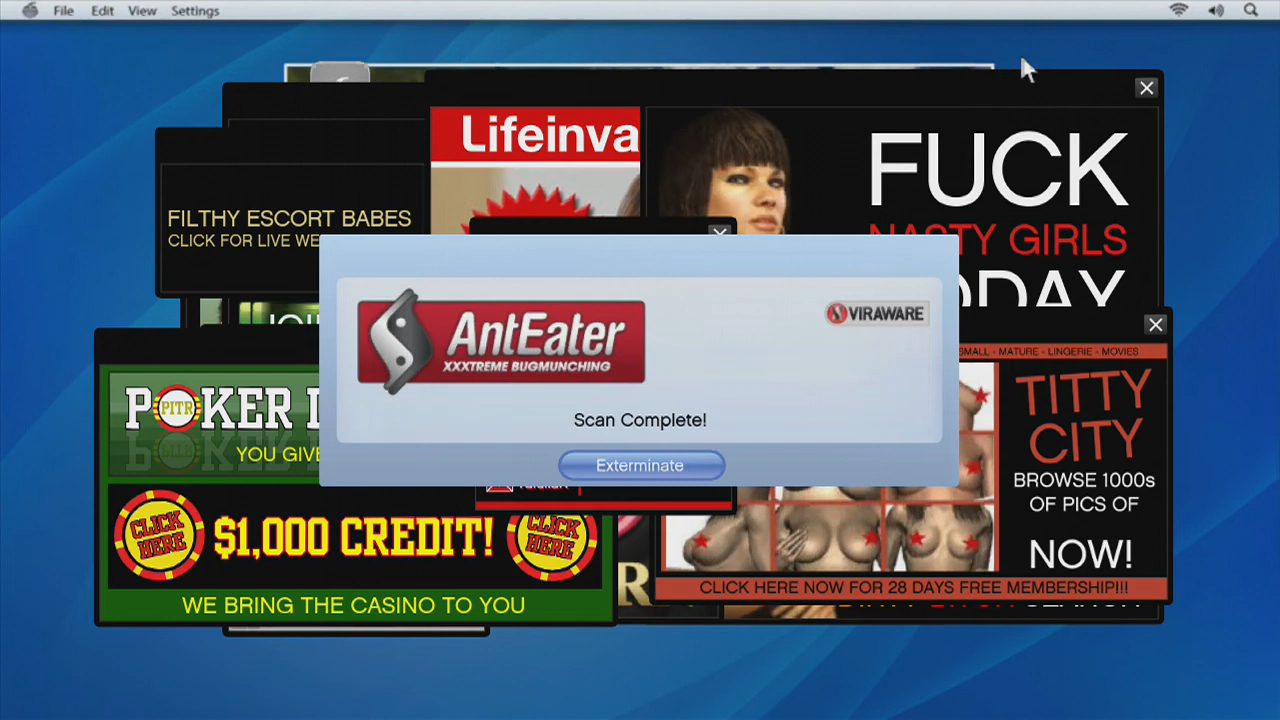 File Edit View Settings
Lifeinva
FUCK
NASTY GIRLS
TODAY
FILTHY ESCORT BABES
CLICK FOR LIVE WE
JOIN
AntEater
XXXTREME BUGMUNCHING
VIRAWARE
Scan Complete!
Exterminate
SMALL - MATURE - LINGERIE - MOVIES
TITTY
CITY
BROWSE 1000s
OF PICS OF
NOW!
CLICK HERE NOW FOR 28 DAYS FREE MEMBERSHIP!!!
POKER
PITR
YOU GIVE
CLICK HERE
$1,000 CREDIT!
CLICK HERE
WE BRING THE CASINO TO YOU